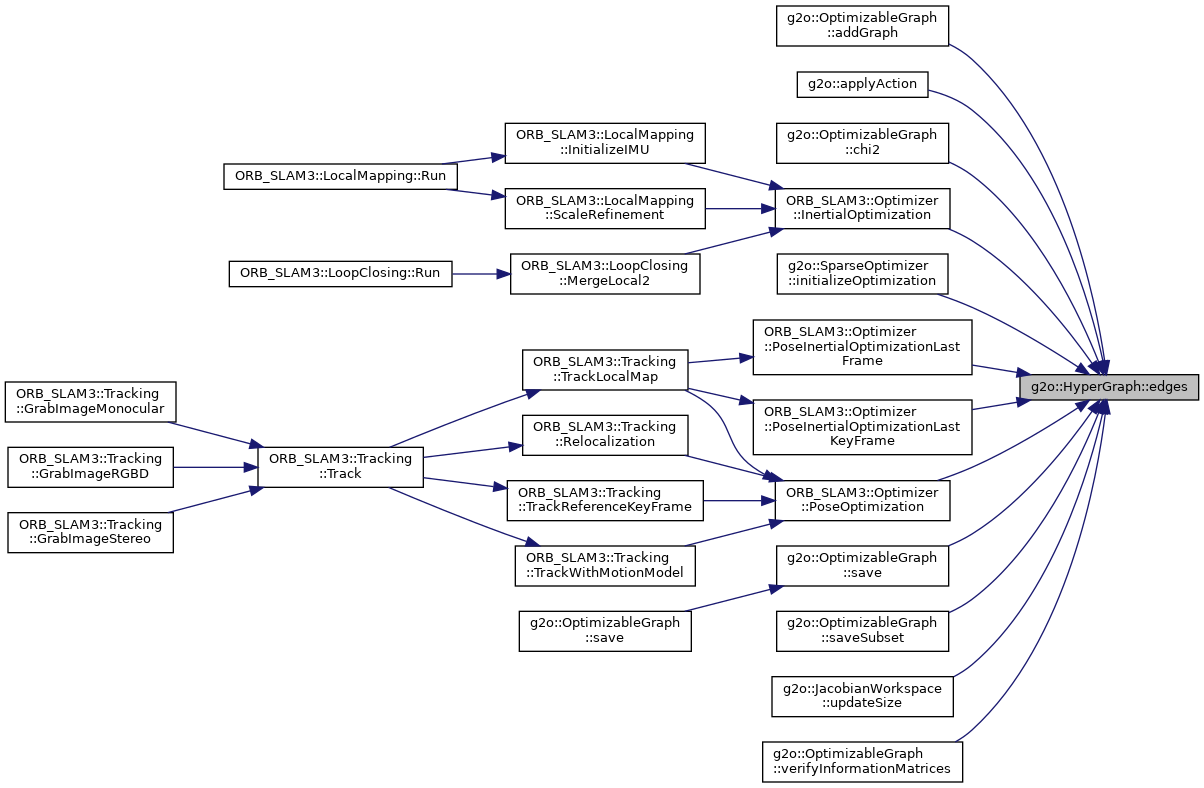 g2o::OptimizableGraph
::addGraph
g2o::applyAction
ORB_SLAM3::LocalMapping
::InitializeIMU
g2o::OptimizableGraph
::chi2
ORB_SLAM3::LocalMapping::Run
ORB_SLAM3::LocalMapping
::ScaleRefinement
ORB_SLAM3::Optimizer
::InertialOptimization
ORB_SLAM3::LoopClosing::Run
ORB_SLAM3::LoopClosing
::MergeLocal2
g2o::SparseOptimizer
::initializeOptimization
ORB_SLAM3::Optimizer
::PoseInertialOptimizationLast
Frame
ORB_SLAM3::Tracking
::TrackLocalMap
g2o::HyperGraph::edges
ORB_SLAM3::Tracking
::GrabImageMonocular
ORB_SLAM3::Optimizer
::PoseInertialOptimizationLast
KeyFrame
ORB_SLAM3::Tracking
::Relocalization
ORB_SLAM3::Tracking
::GrabImageRGBD
ORB_SLAM3::Tracking
::Track
ORB_SLAM3::Tracking
::TrackReferenceKeyFrame
ORB_SLAM3::Optimizer
::PoseOptimization
ORB_SLAM3::Tracking
::GrabImageStereo
ORB_SLAM3::Tracking
::TrackWithMotionModel
g2o::OptimizableGraph
::save
g2o::OptimizableGraph
::save
g2o::OptimizableGraph
::saveSubset
g2o::JacobianWorkspace
::updateSize
g2o::OptimizableGraph
::verifyInformationMatrices